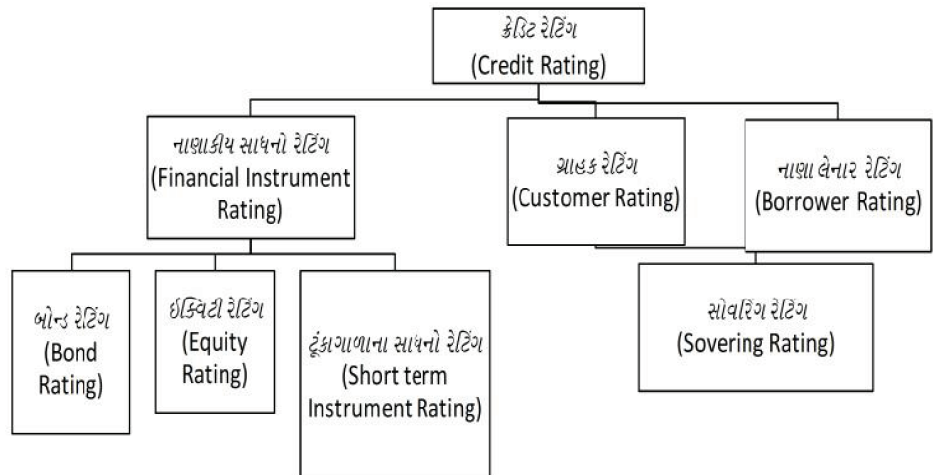 ક્રેડિટ રેટિંગ
(Credit Rating)
નાણાકીય સાધનો રેટિંગ
(Financial Instrument
Rating)
ગ્રાહક રેટિંગ
(Customer Rating)
નાણા લેનાર રેટિંગ
(Borrower Rating)
બોન્ડ રેટિંગ
(Bond
Rating)
ઈક્વિટી રેટિંગ
(Equity
Rating)
ટૂંકાગાળાના સાધનો રેટિંગ
(Short term
Instrument Rating)
સોવરિંગ રેટિંગ
(Sovering Rating)